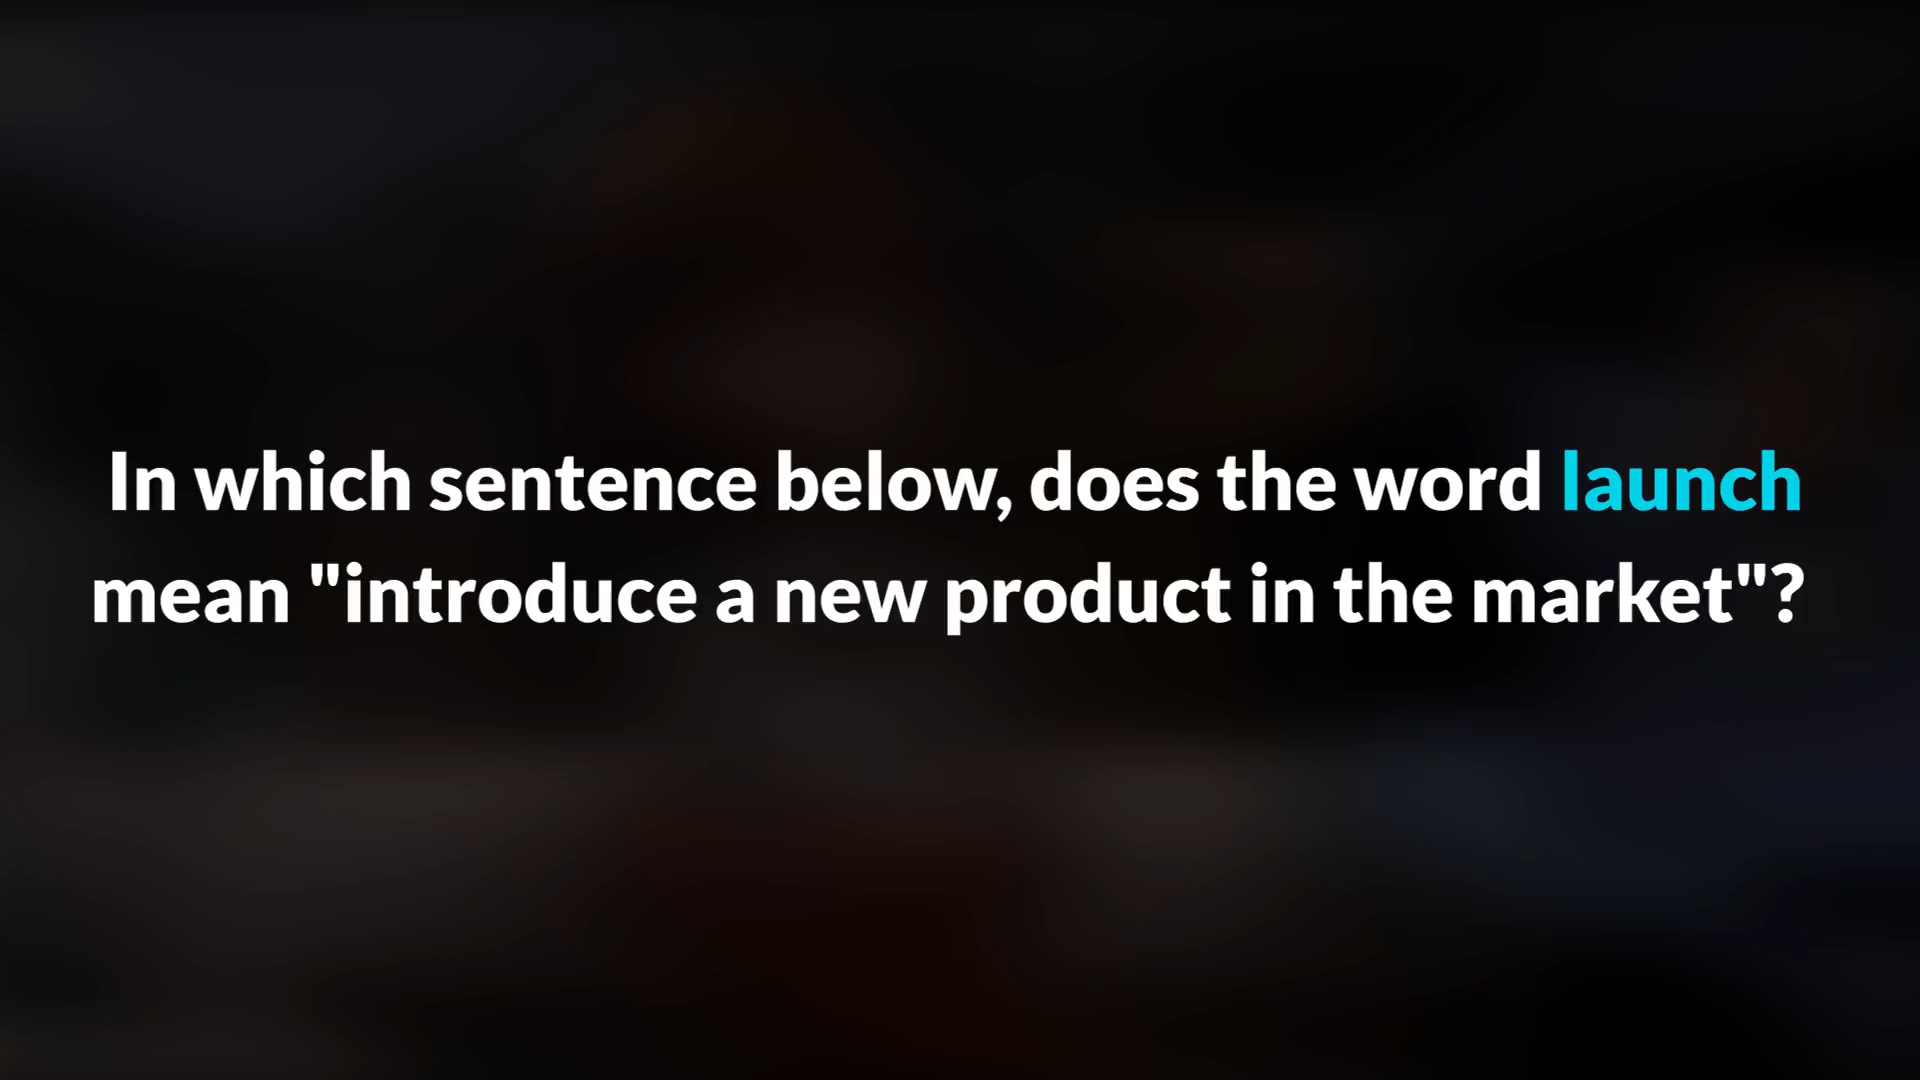 In which sentence below, does the word launch
mean "introduce a new product in the market"?